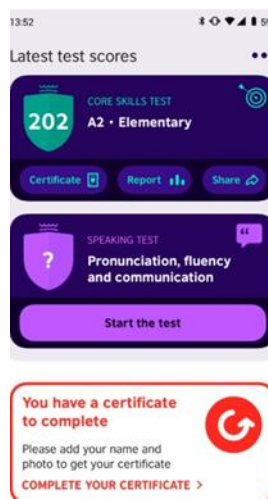 13:52
Latest test scores
CORE SKILLS TEST
202
A2 • Elementary
Certificate Report Share
SPEAKING TEST
?
Pronunciation, fluency
and communication
Start the test
You have a certificate
to complete
Please add your name and
photo to get your certificate
COMPLETE YOUR CERTIFICATE >